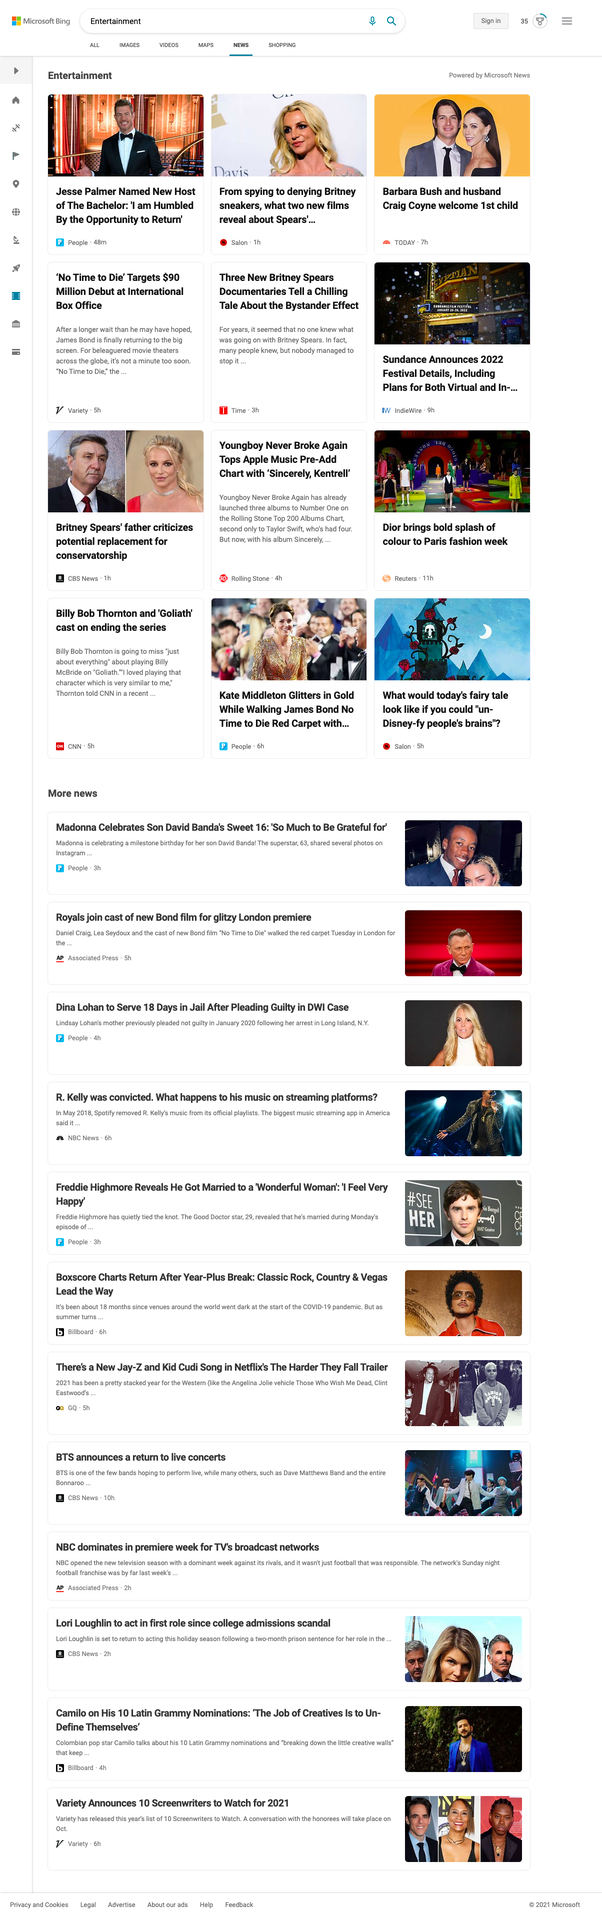 Microsoft Bing
Entertainment
Sign in
35
ALL IMAGES VIDEOS MAPS NEWS SHOPPING
Entertainment
Powered by Microsoft News
Jesse Palmer Named New Host
of The Bachelor: 'I am Humbled
By the Opportunity to Return'
People · 48m
Davis
From spying to denying Britney
sneakers, what two new films
reveal about Spears'...
Salon · 1h
Barbara Bush and husband
Craig Coyne welcome 1st child
TODAY · 7h
'No Time to Die' Targets $90
Million Debut at International
Box Office
After a longer wait than he may have hoped,
James Bond is finally returning to the big
screen. For beleaguered movie theaters
across the globe, it's not a minute too soon.
"No Time to Die," the ...
Variety · 5h
Three New Britney Spears
Documentaries Tell a Chilling
Tale About the Bystander Effect
For years, it seemed that no one knew what
was going on with Britney Spears. In fact,
many people knew, but nobody managed to
stop it ...
Time · 3h
Sundance Announces 2022
Festival Details, Including
Plans for Both Virtual and In-...
IW IndieWire · 9h
Britney Spears' father criticizes
potential replacement for
conservatorship
CBS News · 1h
Youngboy Never Broke Again
Tops Apple Music Pre-Add
Chart with 'Sincerely, Kentrell'
Youngboy Never Broke Again has already
launched three albums to Number One on
the Rolling Stone Top 200 Albums Chart,
second only to Taylor Swift, who's had four.
But now, with his album Sincerely, ...
Rolling Stone · 4h
Dior brings bold splash of
colour to Paris fashion week
Reuters · 11h
Billy Bob Thornton and 'Goliath'
cast on ending the series
Billy Bob Thornton is going to miss "just
about everything" about playing Billy
McBride on "Goliath.""I loved playing that
character which is very similar to me,"
Thornton told CNN in a recent ...
CNN · 5h
Kate Middleton Glitters in Gold
While Walking James Bond No
Time to Die Red Carpet with...
People · 6h
What would today's fairy tale
look like if you could "un-
Disney-fy people's brains"?
Salon · 5h
More news
Madonna Celebrates Son David Banda's Sweet 16: 'So Much to Be Grateful for'
Madonna is celebrating a milestone birthday for her son David Banda! The superstar, 63, shared several photos on
Instagram ...
People · 3h
Royals join cast of new Bond film for glitzy London premiere
Daniel Craig, Lea Seydoux and the cast of new Bond film "No Time to Die" walked the red carpet Tuesday in London for
the ...
AP Associated Press · 5h
Dina Lohan to Serve 18 Days in Jail After Pleading Guilty in DWI Case
Lindsay Lohan's mother previously pleaded not guilty in January 2020 following her arrest in Long Island, N.Y.
People · 4h
R. Kelly was convicted. What happens to his music on streaming platforms?
In May 2018, Spotify removed R. Kelly's music from its official playlists. The biggest music streaming app in America
said it ...
NBC News · 6h
Freddie Highmore Reveals He Got Married to a 'Wonderful Woman': 'I Feel Very
Happy'
Freddie Highmore has quietly tied the knot. The Good Doctor star, 29, revealed that he's married during Monday's
episode of ...
People · 3h
#SEE
HER
Boxscore Charts Return After Year-Plus Break: Classic Rock, Country & Vegas
Lead the Way
It's been about 18 months since venues around the world went dark at the start of the COVID-19 pandemic. But as
summer turns ...
Billboard · 6h
There's a New Jay-Z and Kid Cudi Song in Netflix's The Harder They Fall Trailer
2021 has been a pretty stacked year for the Western (like the Angelina Jolie vehicle Those Who Wish Me Dead, Clint
Eastwood's ...
GQ GQ · 5h
BTS announces a return to live concerts
BTS is one of the few bands hoping to perform live, while many others, such as Dave Matthews Band and the entire
Bonnaroo ...
CBS News · 10h
NBC dominates in premiere week for TV's broadcast networks
NBC opened the new television season with a dominant week against its rivals, and it wasn't just football that was responsible. The network's Sunday night
football franchise was by far last week's ...
AP Associated Press · 2h
Lori Loughlin to act in first role since college admissions scandal
Lori Loughlin is set to return to acting this holiday season following a two-month prison sentence for her role in the ...
CBS News · 2h
Camilo on His 10 Latin Grammy Nominations: 'The Job of Creatives Is to Un-
Define Themselves'
Colombian pop star Camilo talks about his 10 Latin Grammy nominations and "breaking down the little creative walls"
that keep ...
Billboard · 4h
Variety Announces 10 Screenwriters to Watch for 2021
Variety has released this year's list of 10 Screenwriters to Watch. A conversation with the honorees will take place on
Oct.
Variety · 6h
Privacy and Cookies Legal Advertise About our ads Help Feedback
© 2021 Microsoft